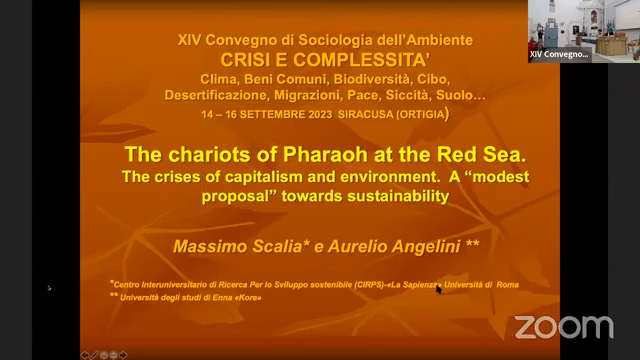 XIV Convegno di Sociologia dell'Ambiente
CRISI E COMPLESSITA'
Clima, Beni Comuni, Biodiversità, Cibo,
Desertificazione, Migrazioni, Pace, Siccità, Suolo…
14 – 16 SETTEMBRE 2023 SIRACUSA (ORTIGIA)
The chariots of Pharaoh at the Red Sea.
The crises of capitalism and environment. A “modest
proposal” towards sustainability
Massimo Scalia* e Aurelio Angelini **
*Centro Interuniversitario di Ricerca Per lo Sviluppo sostenibile (CIRPS)-«La Sapienza» Università di Roma
** Università degli studi di Enna «Kore»
XIV Convegno...
zoom